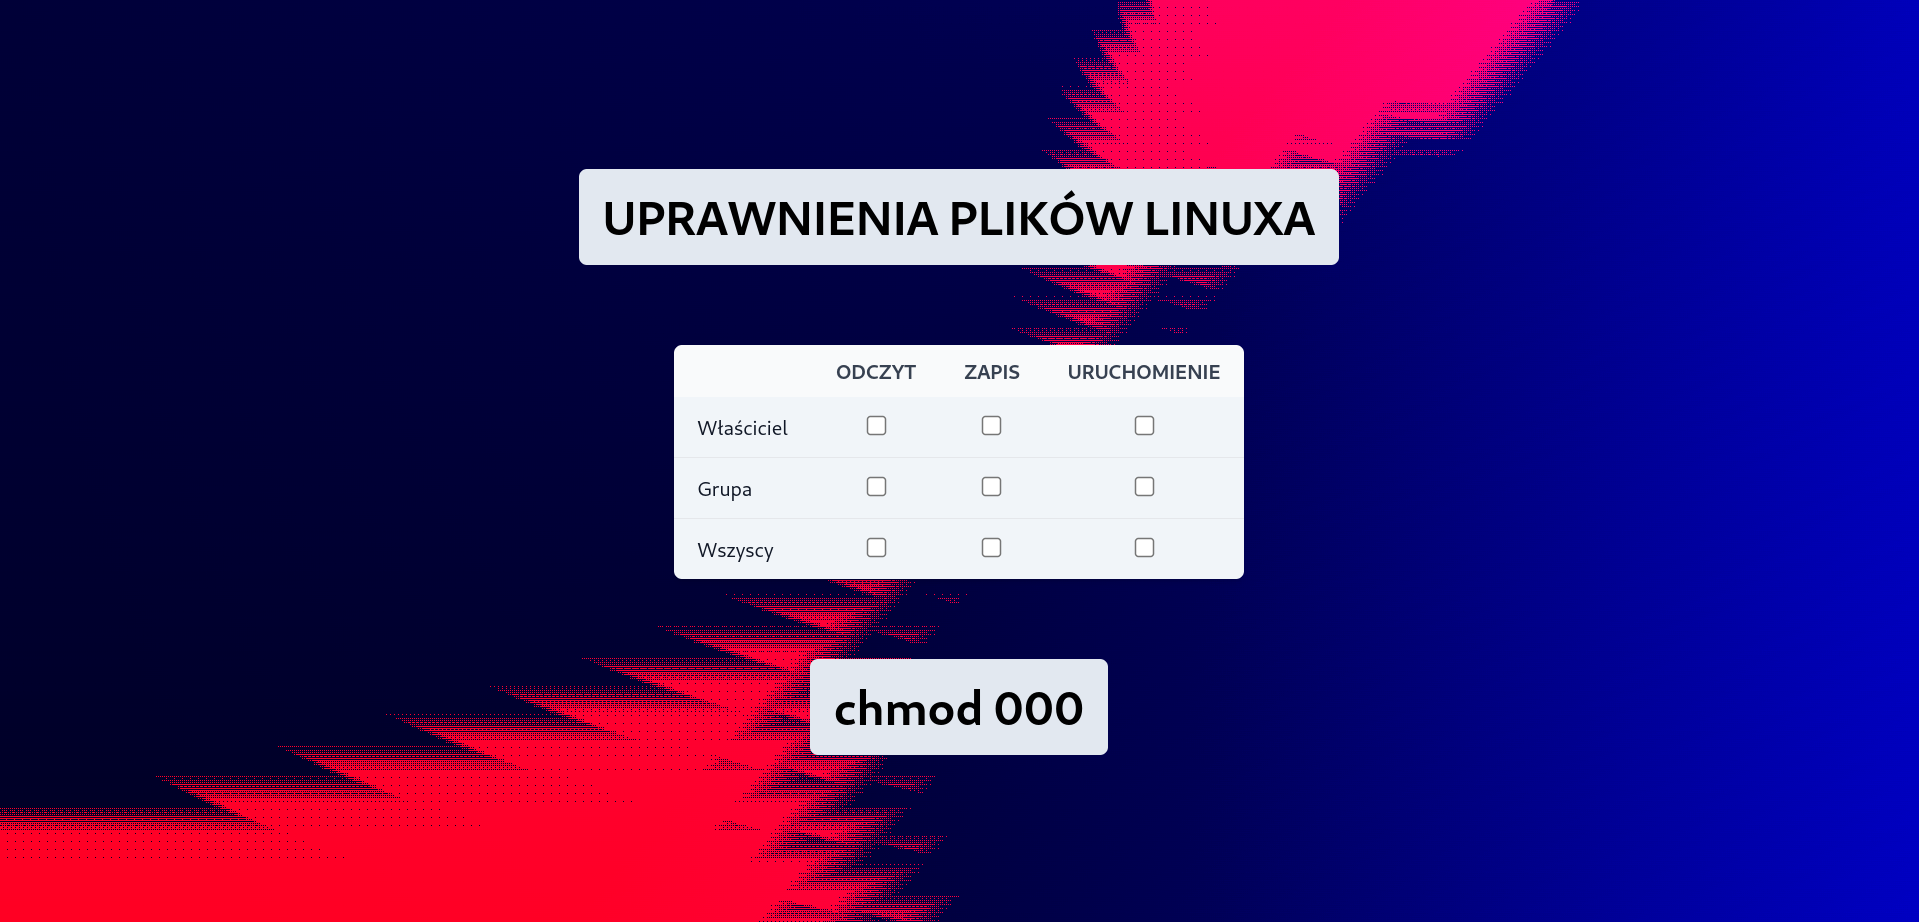 UPRAWNIENIA PLIKÓW LINUXA
ODCZYT ZAPIS URUCHOMIENIE
Właściciel
Grupa
Wszyscy
chmod 000